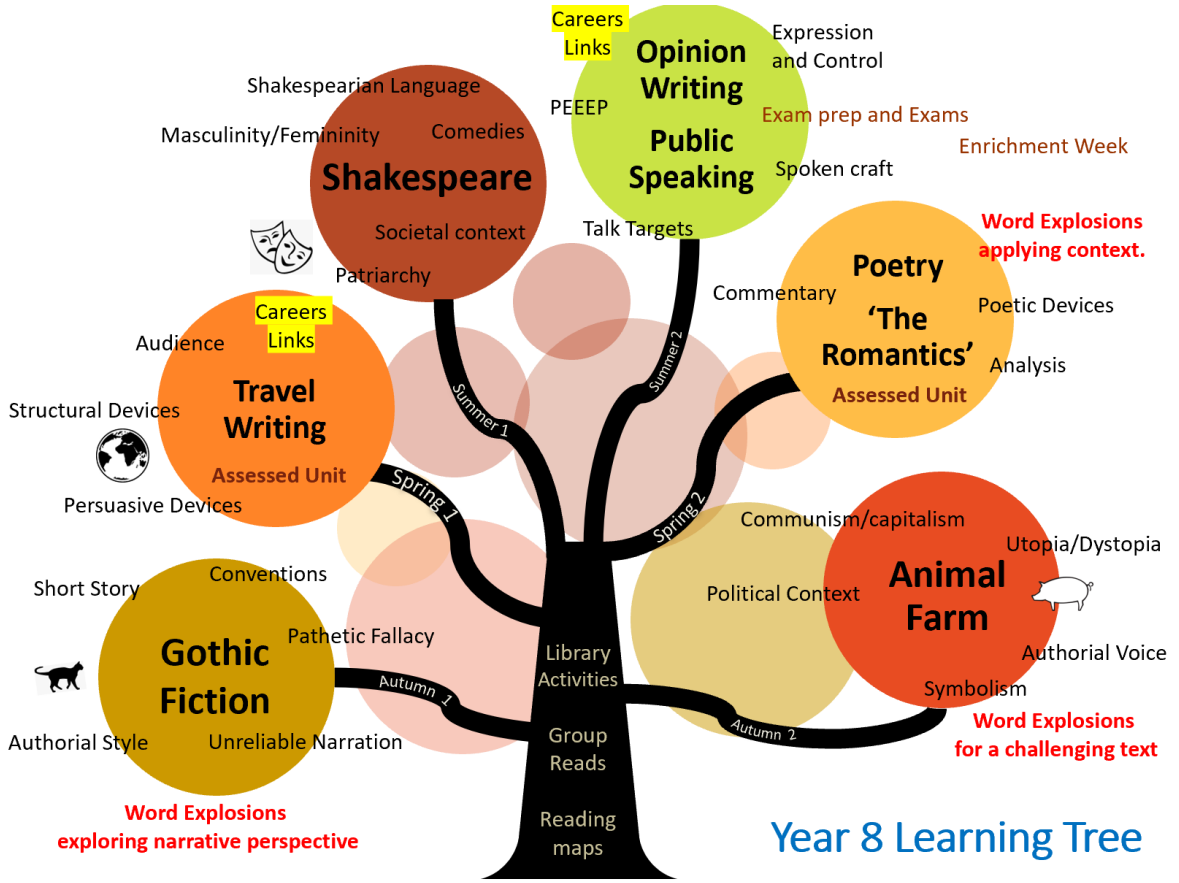 Careers
Links
Opinion
Writing
Public
Speaking
Expression
and Control
PEEEP
Exam prep and Exams
Enrichment Week
Spoken craft
Talk Targets
Shakespearian Language
Masculinity/Femininity
Comedies
Shakespeare
Societal context
Patriarchy
Word Explosions
applying context.
Poetry
‘The
Romantics’
Assessed Unit
Commentary
Poetic Devices
Analysis
Careers
Links
Audience
Travel
Writing
Structural Devices
Assessed Unit
Persuasive Devices
Summer 1
Summer 2
Spring 1
Spring 2
Communism/capitalism
Utopia/Dystopia
Animal
Farm
Political Context
Authorial Voice
Symbolism
Word Explosions
for a challenging text
Short Story
Conventions
Pathetic Fallacy
Gothic
Fiction
Authorial Style
Unreliable Narration
Word Explosions
exploring narrative perspective
Autumn 1
Autumn 2
Library
Activities
Group
Reads
Reading
maps
Year 8 Learning Tree